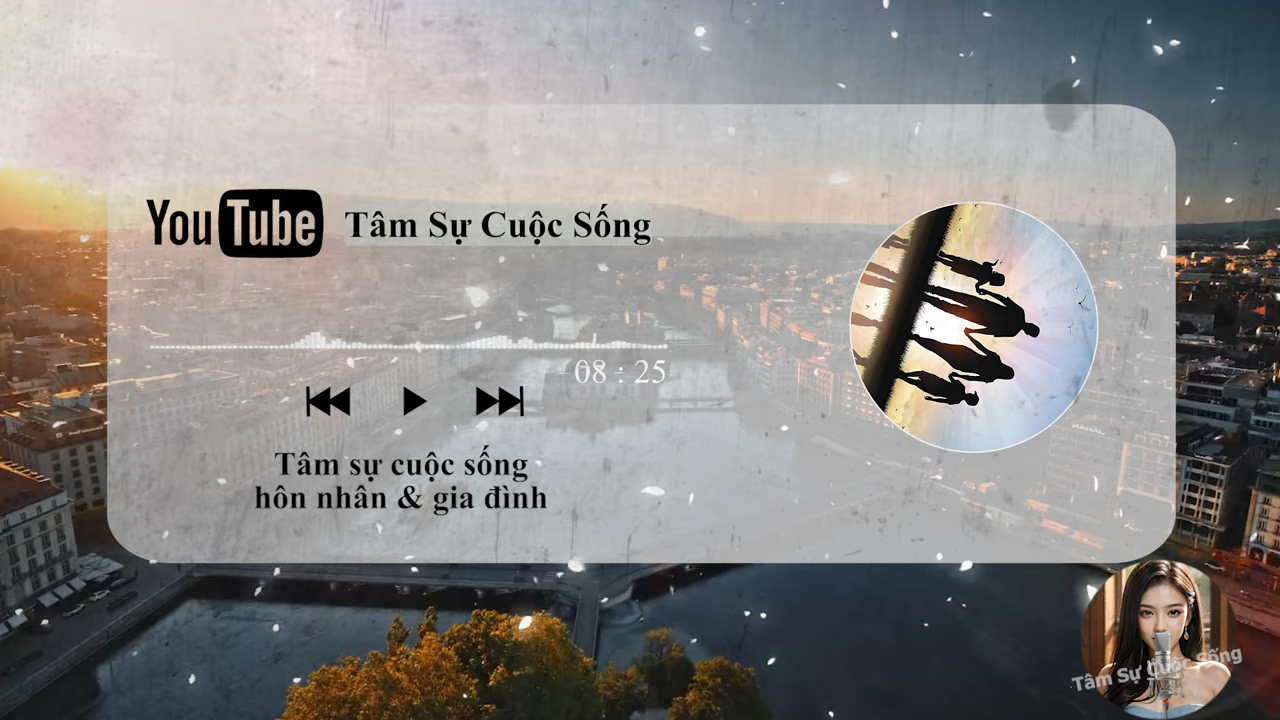 YouTube Tâm Sự Cuộc Sống
08 : 25
Tâm sự cuộc sống
hôn nhân & gia đình
Tâm Sự Cuộc Sống